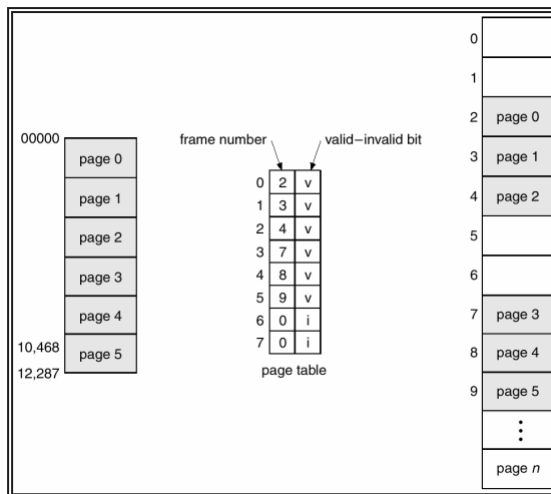 00000
page 0
page 1
page 2
page 3
page 4
page 5
10,468
12,287
frame number
valid–invalid bit
0 2 v
1 3 v
2 4 v
3 7 v
4 8 v
5 9 v
6 0 i
7 0 i
page table
0
1
2 page 0
3 page 1
4 page 2
5
6
7 page 3
8 page 4
9 page 5
⋮
page n